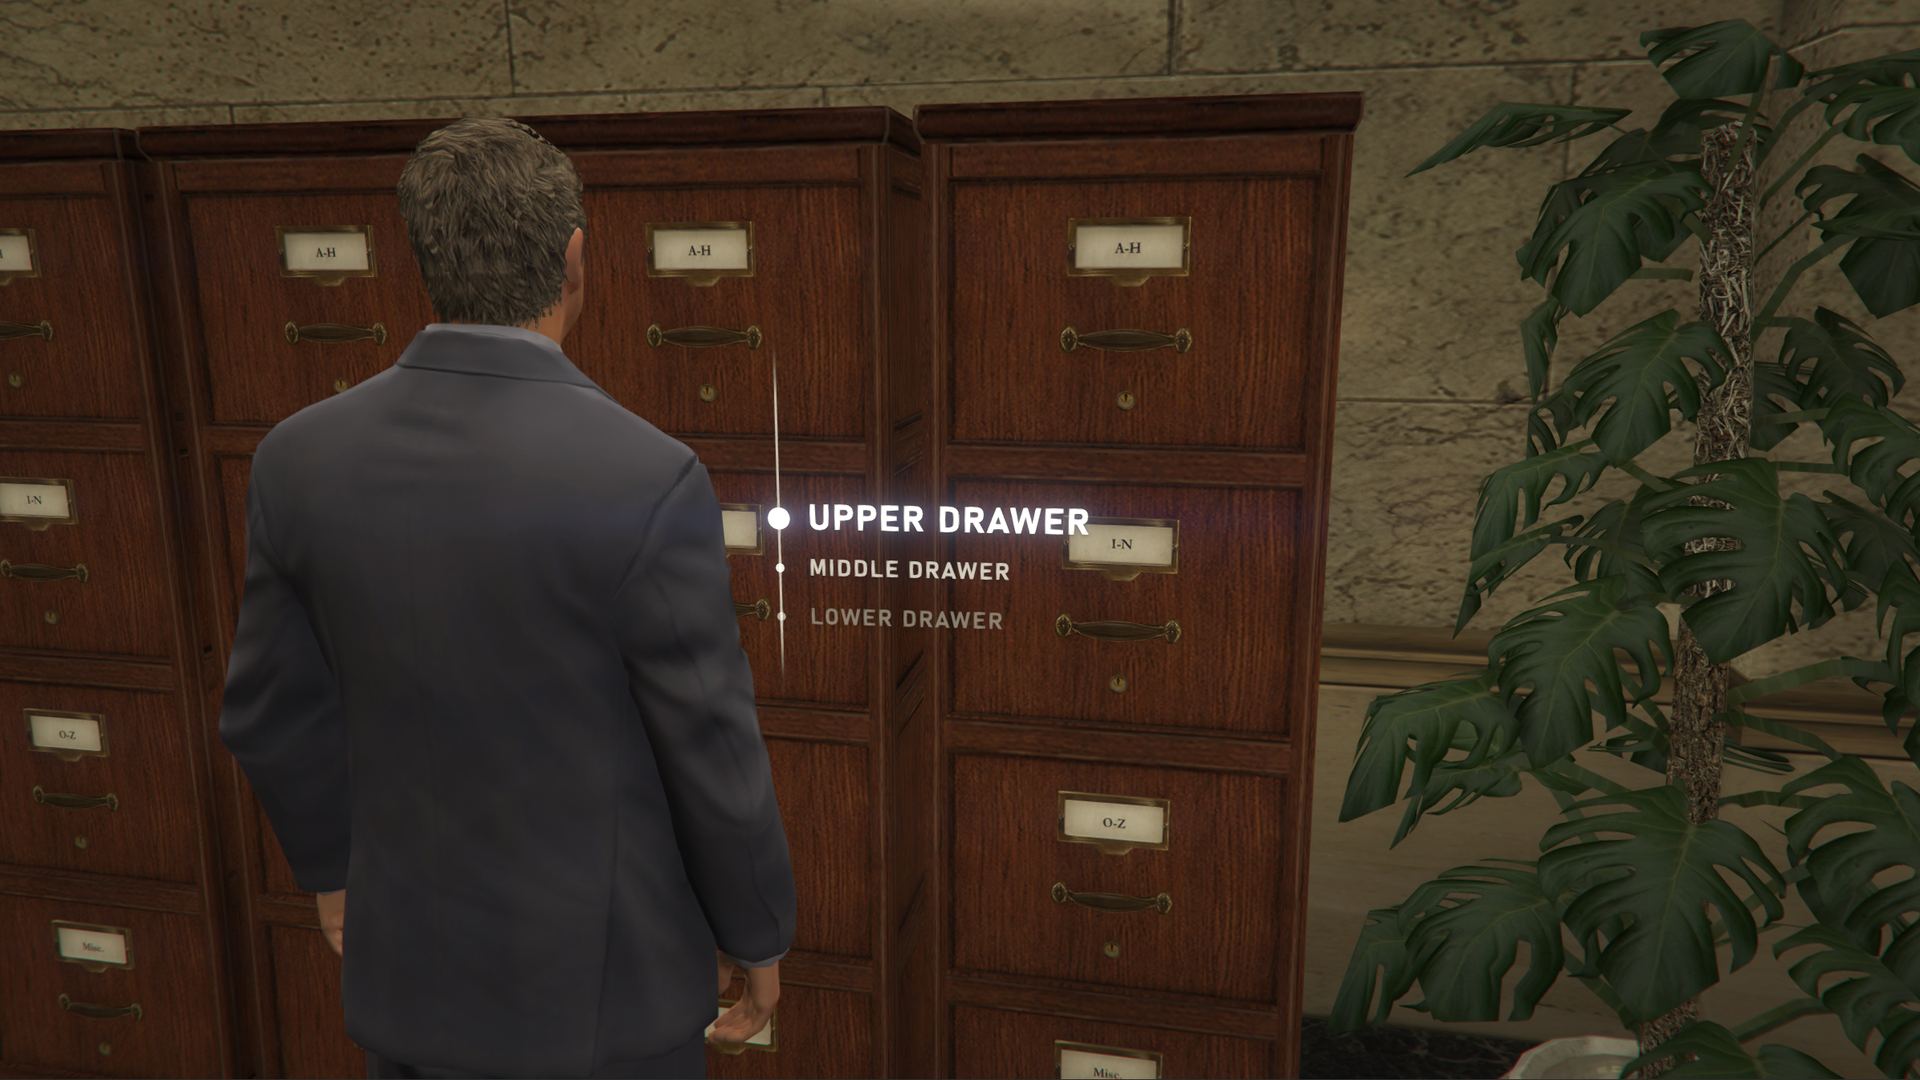 A-H
A-H
A-H
UPPER DRAWER
MIDDLE DRAWER
LOWER DRAWER
I-N
I-N
O-Z
O-Z
Misc.
Misc.